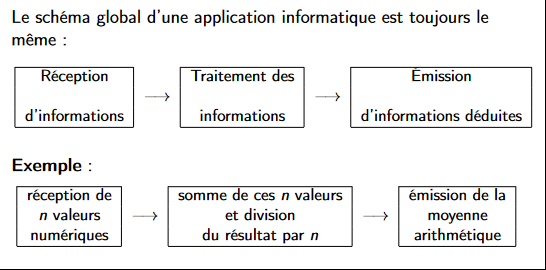 Le schéma global d'une application informatique est toujours le
même :
Réception
d'informations
⟶
Traitement des
informations
⟶
Émission
d'informations déduites
Exemple :
réception de
n valeurs
numériques
⟶
somme de ces n valeurs
et division
du résultat par n
⟶
émission de la
moyenne
arithmétique